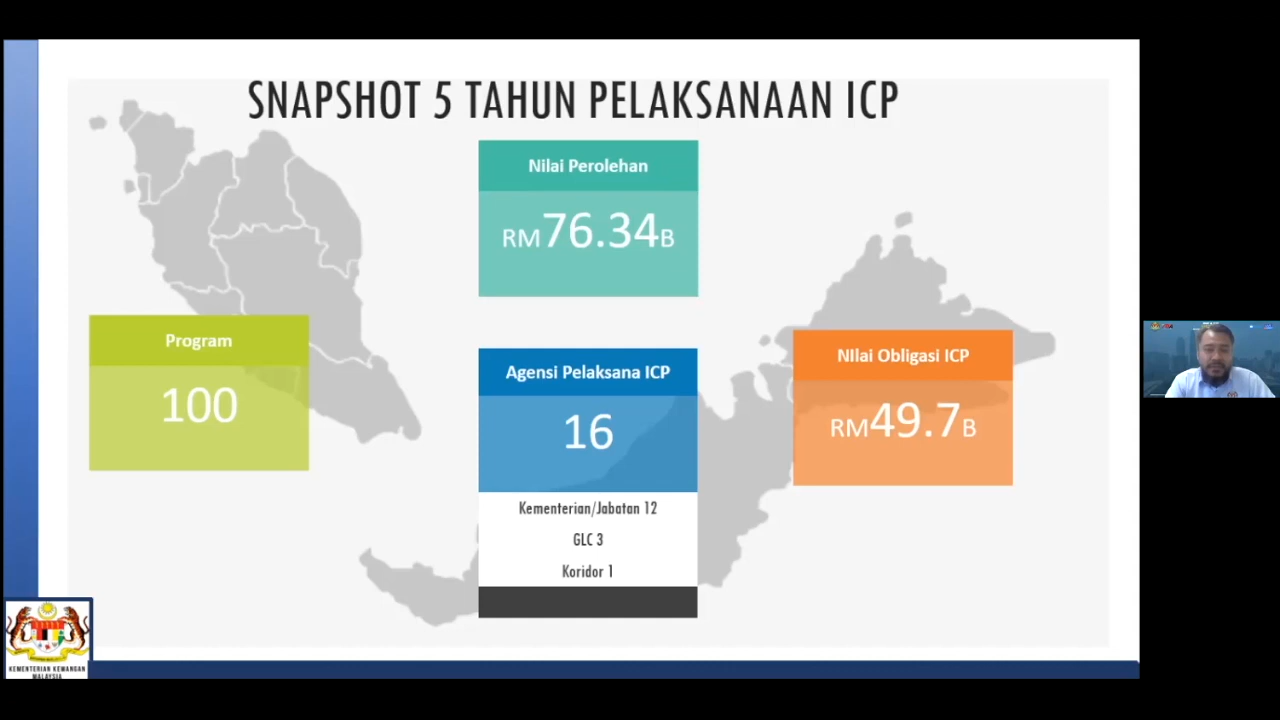 SNAPSHOT 5 TAHUN PELAKSANAAN ICP
Nilai Perolehan
RM76.34B
Program
100
Agensi Pelaksana ICP
16
Kementerian/Jabatan 12
GLC 3
Koridor 1
NIlai Obligasi ICP
RM49.7B
KEMENTERIAN KEWANGAN
MALAYSIA